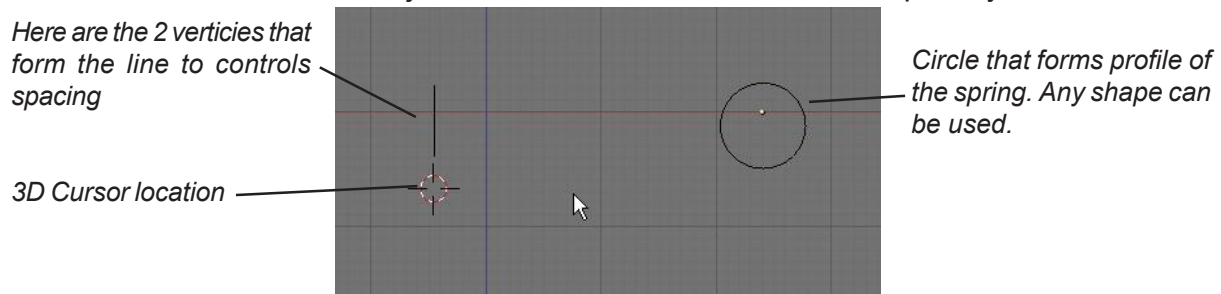 Here are the 2 verticies that
form the line to controls
spacing
3D Cursor location
Circle that forms profile of
the spring. Any shape can
be used.